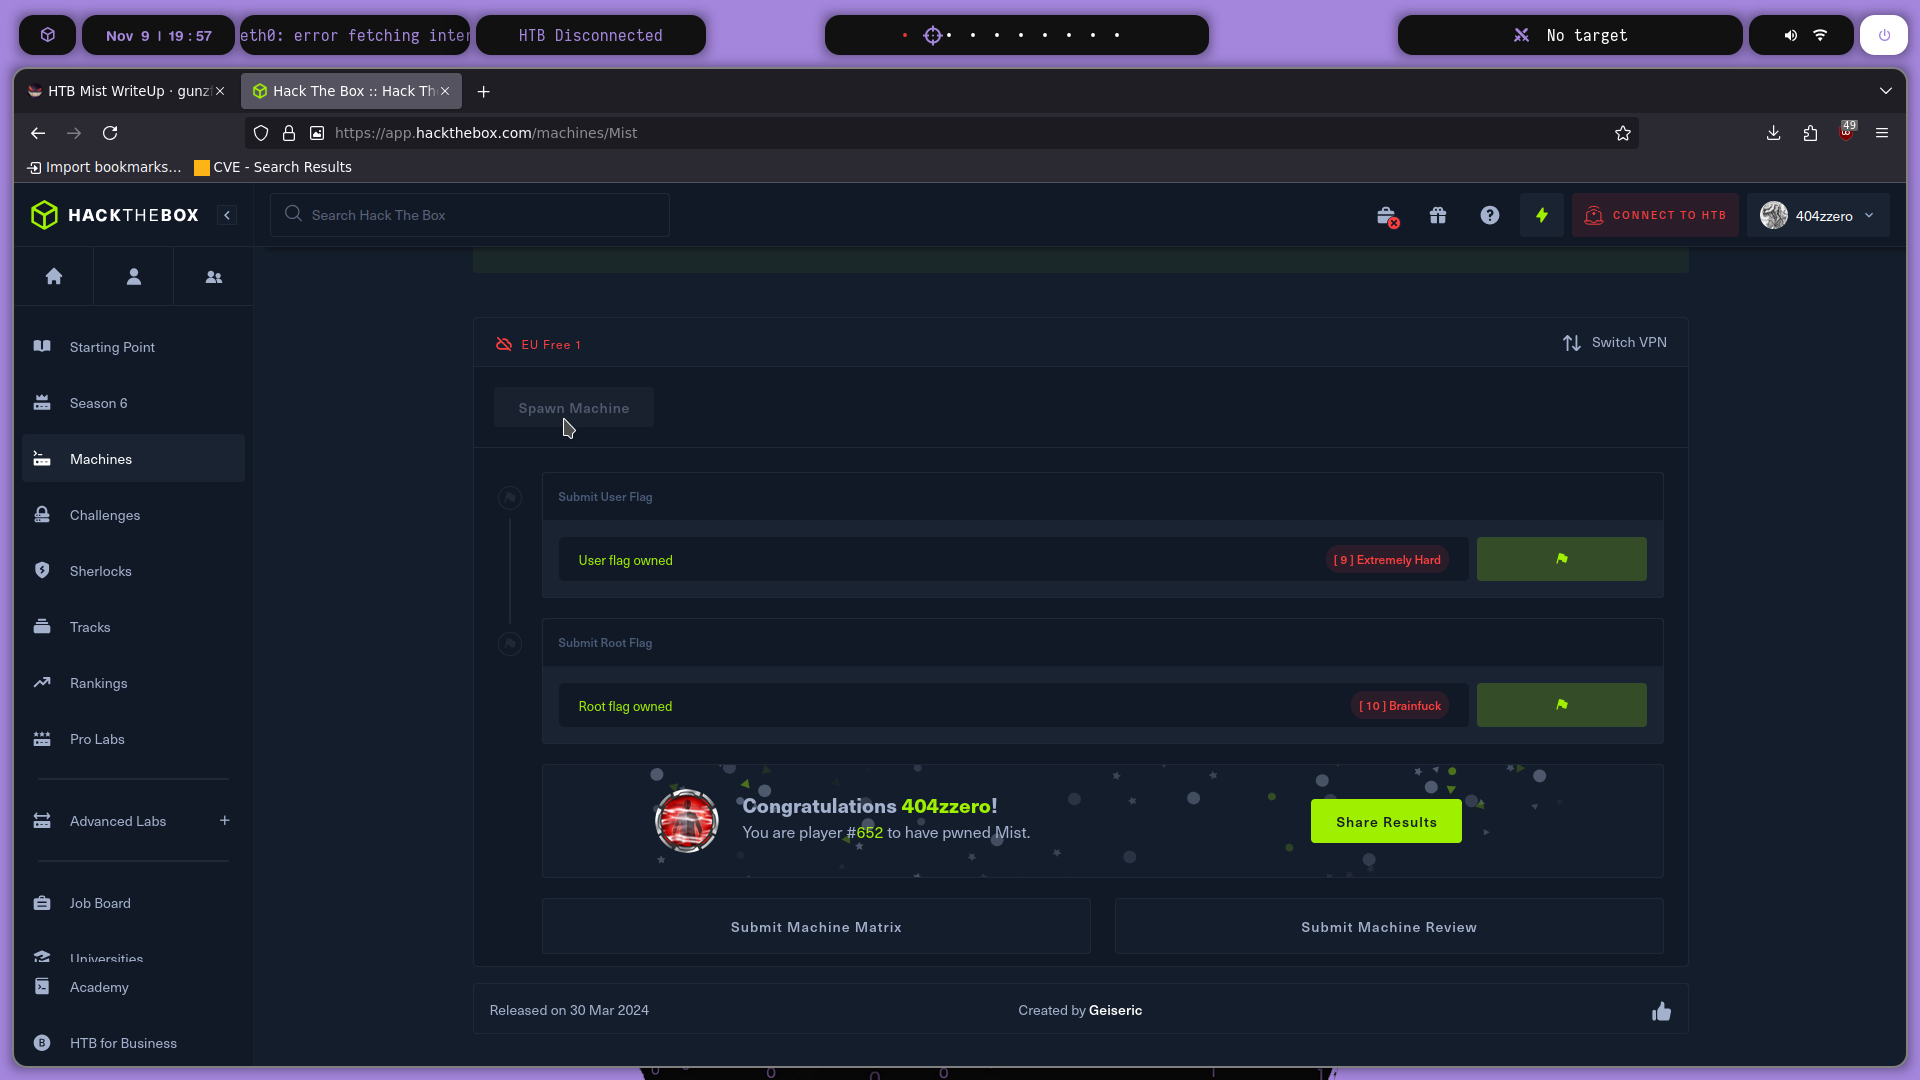 Nov 9 | 19:57
eth0: error fetching inter
HTB Disconnected
No target
HTB Mist WriteUp · gunz
Hack The Box :: Hack Th
https://app.hackthebox.com/machines/Mist
49
Import bookmarks...
CVE - Search Results
HACKTHEBOX
Search Hack The Box
CONNECT TO HTB
404zzero
Starting Point
Season 6
Machines
Challenges
Sherlocks
Tracks
Rankings
Pro Labs
Advanced Labs +
Job Board
Universities
Academy
HTB for Business
EU Free 1
Switch VPN
Spawn Machine
Submit User Flag
User flag owned
[ 9 ] Extremely Hard
Submit Root Flag
Root flag owned
[ 10 ] Brainfuck
Congratulations 404zzero!
You are player #652 to have pwned Mist.
Share Results
Submit Machine Matrix
Submit Machine Review
Released on 30 Mar 2024
Created by Geiseric